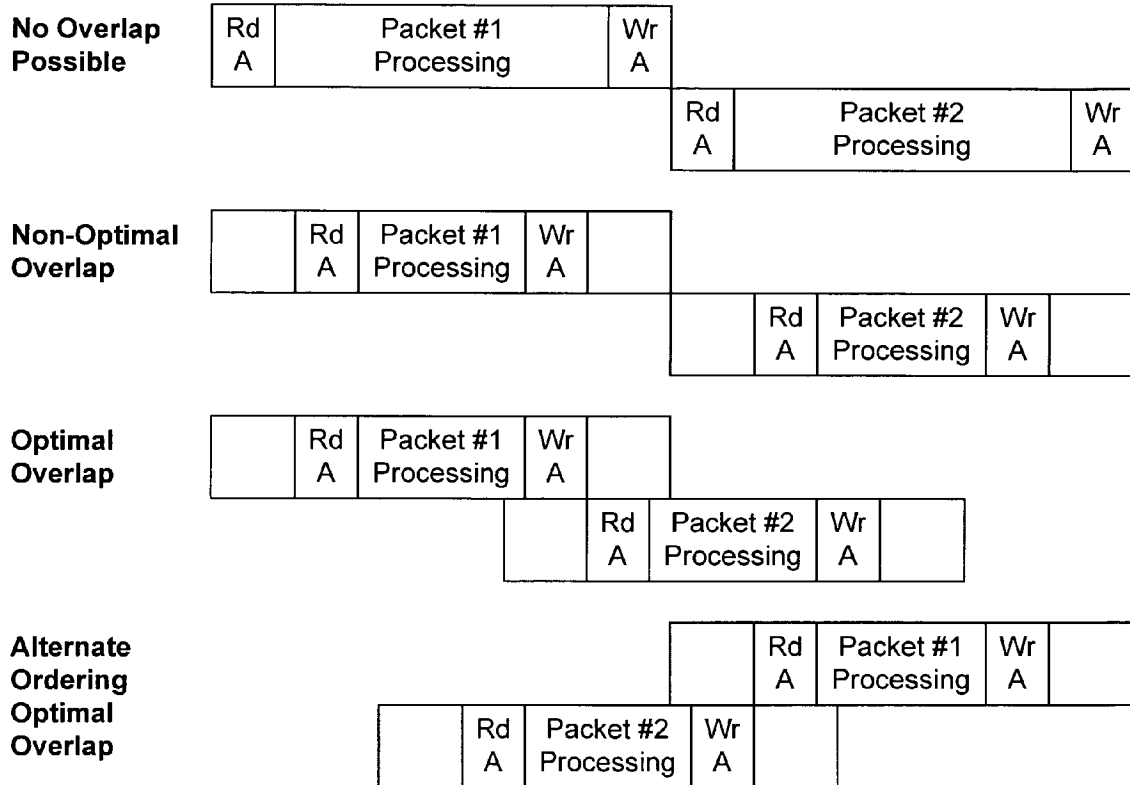 No Overlap
Possible
Rd
A
Packet #1
Processing
Wr
A
Rd
A
Packet #2
Processing
Wr
A
Non-Optimal
Overlap
Rd
A
Packet #1
Processing
Wr
A
Rd
A
Packet #2
Processing
Wr
A
Optimal
Overlap
Rd
A
Packet #1
Processing
Wr
A
Rd
A
Packet #2
Processing
Wr
A
Alternate
Ordering
Optimal
Overlap
Rd
A
Packet #1
Processing
Wr
A
Rd
A
Packet #2
Processing
Wr
A